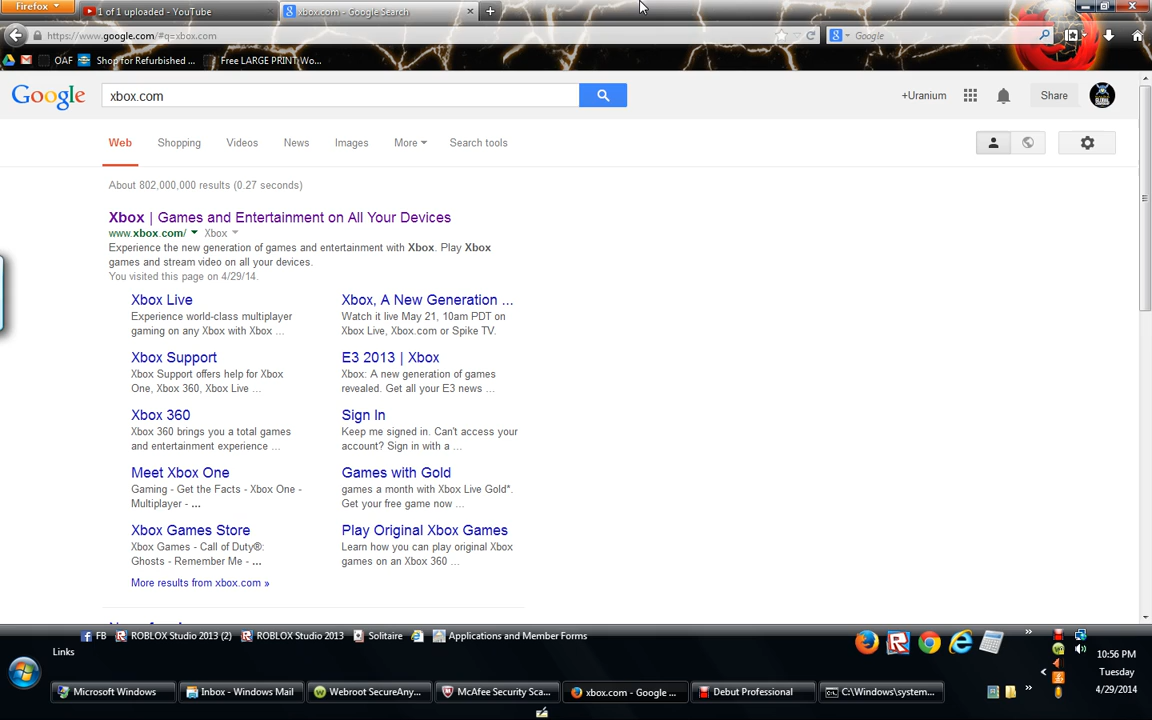 Firefox
1 of 1 uploaded - YouTube
xbox.com - Google Search
https://www.google.com/#q=xbox.com
Google
OAF
Shop for Refurbished ...
Free LARGE PRINT Wo...
Google
xbox.com
+Uranium
Share
Web
Shopping
Videos
News
Images
More
Search tools
About 802,000,000 results (0.27 seconds)
Xbox | Games and Entertainment on All Your Devices
www.xbox.com/
Xbox
Experience the new generation of games and entertainment with Xbox. Play Xbox
games and stream video on all your devices.
You visited this page on 4/29/14.
Xbox Live
Experience world-class multiplayer
gaming on any Xbox with Xbox ...
Xbox, A New Generation ...
Watch it live May 21, 10am PDT on
Xbox Live, Xbox.com or Spike TV.
Xbox Support
Xbox Support offers help for Xbox
One, Xbox 360, Xbox Live ...
E3 2013 | Xbox
Xbox: A new generation of games
revealed. Get all your E3 news ...
Xbox 360
Xbox 360 brings you a total games
and entertainment experience ...
Sign In
Keep me signed in. Can't access your
account? Sign in with a ...
Meet Xbox One
Gaming - Get the Facts - Xbox One -
Multiplayer - ...
Games with Gold
games a month with Xbox Live Gold*.
Get your free game now ...
Xbox Games Store
Xbox Games - Call of Duty®:
Ghosts - Remember Me - ...
Play Original Xbox Games
Learn how you can play original Xbox
games on an Xbox 360 ...
More results from xbox.com »
FB
ROBLOX Studio 2013 (2)
ROBLOX Studio 2013
Solitaire
Applications and Member Forms
Links
10:56 PM
Tuesday
4/29/2014
Microsoft Windows
Inbox - Windows Mail
Webroot SecureAny...
McAfee Security Sca...
xbox.com - Google ...
Debut Professional
C:\Windows\system...